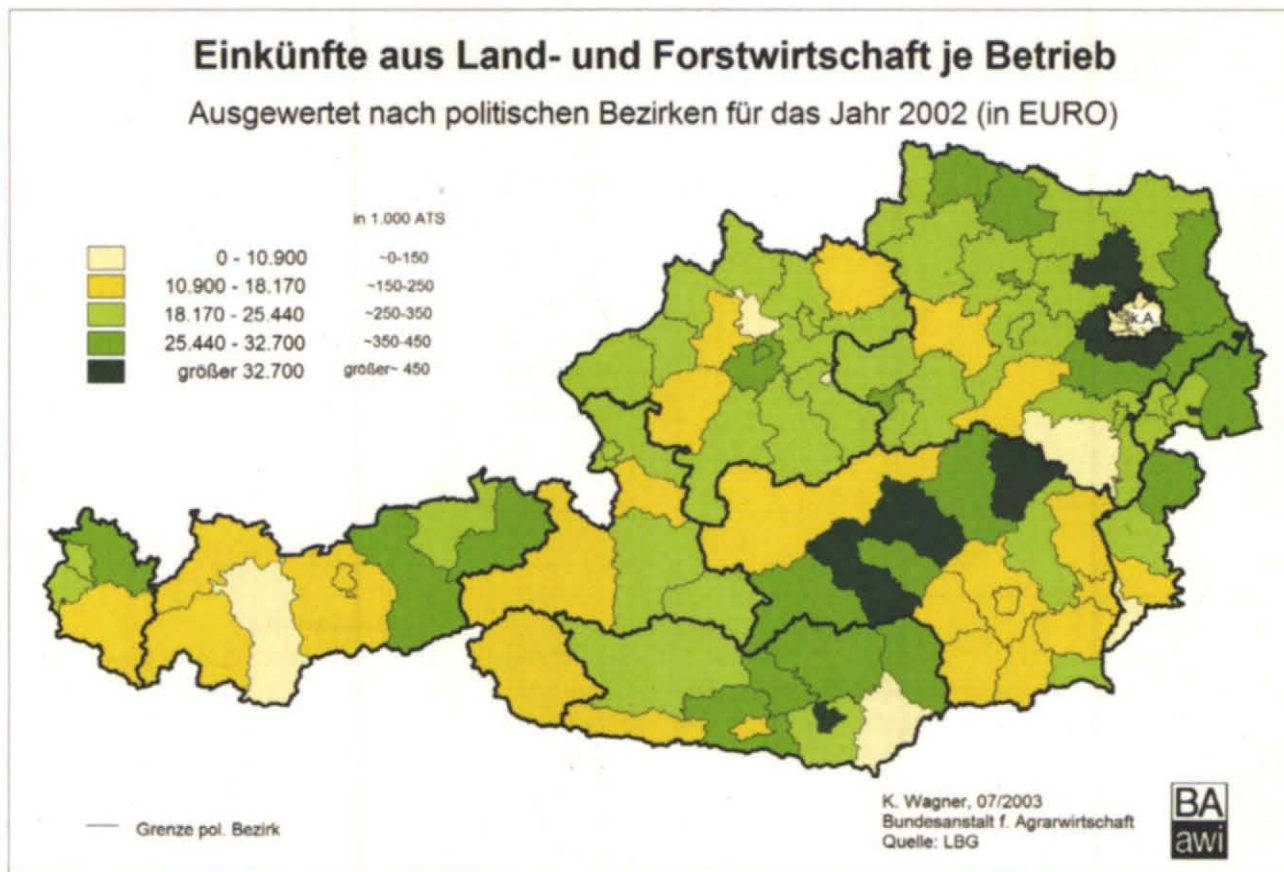 Einkünfte aus Land- und Forstwirtschaft je Betrieb
Ausgewertet nach politischen Bezirken für das Jahr 2002 (in EURO)
in 1.000 ATS
0 - 10.900 ~0-150
10.900 - 18.170 ~150-250
18.170 - 25.440 ~250-350
25.440 - 32.700 ~350-450
größer 32.700 größer~ 450
k.A.
Grenze pol. Bezirk
K. Wagner, 07/2003
Bundesanstalt f. Agrarwirtschaft
Quelle: LBG
BA
awi